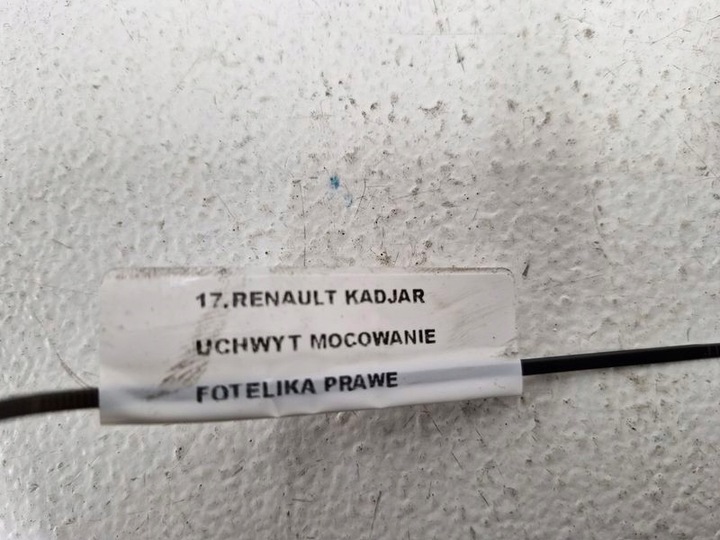 17.RENAULT KADJAR
UCHWYT MOCOWANIE
FOTELIKA PRAWE